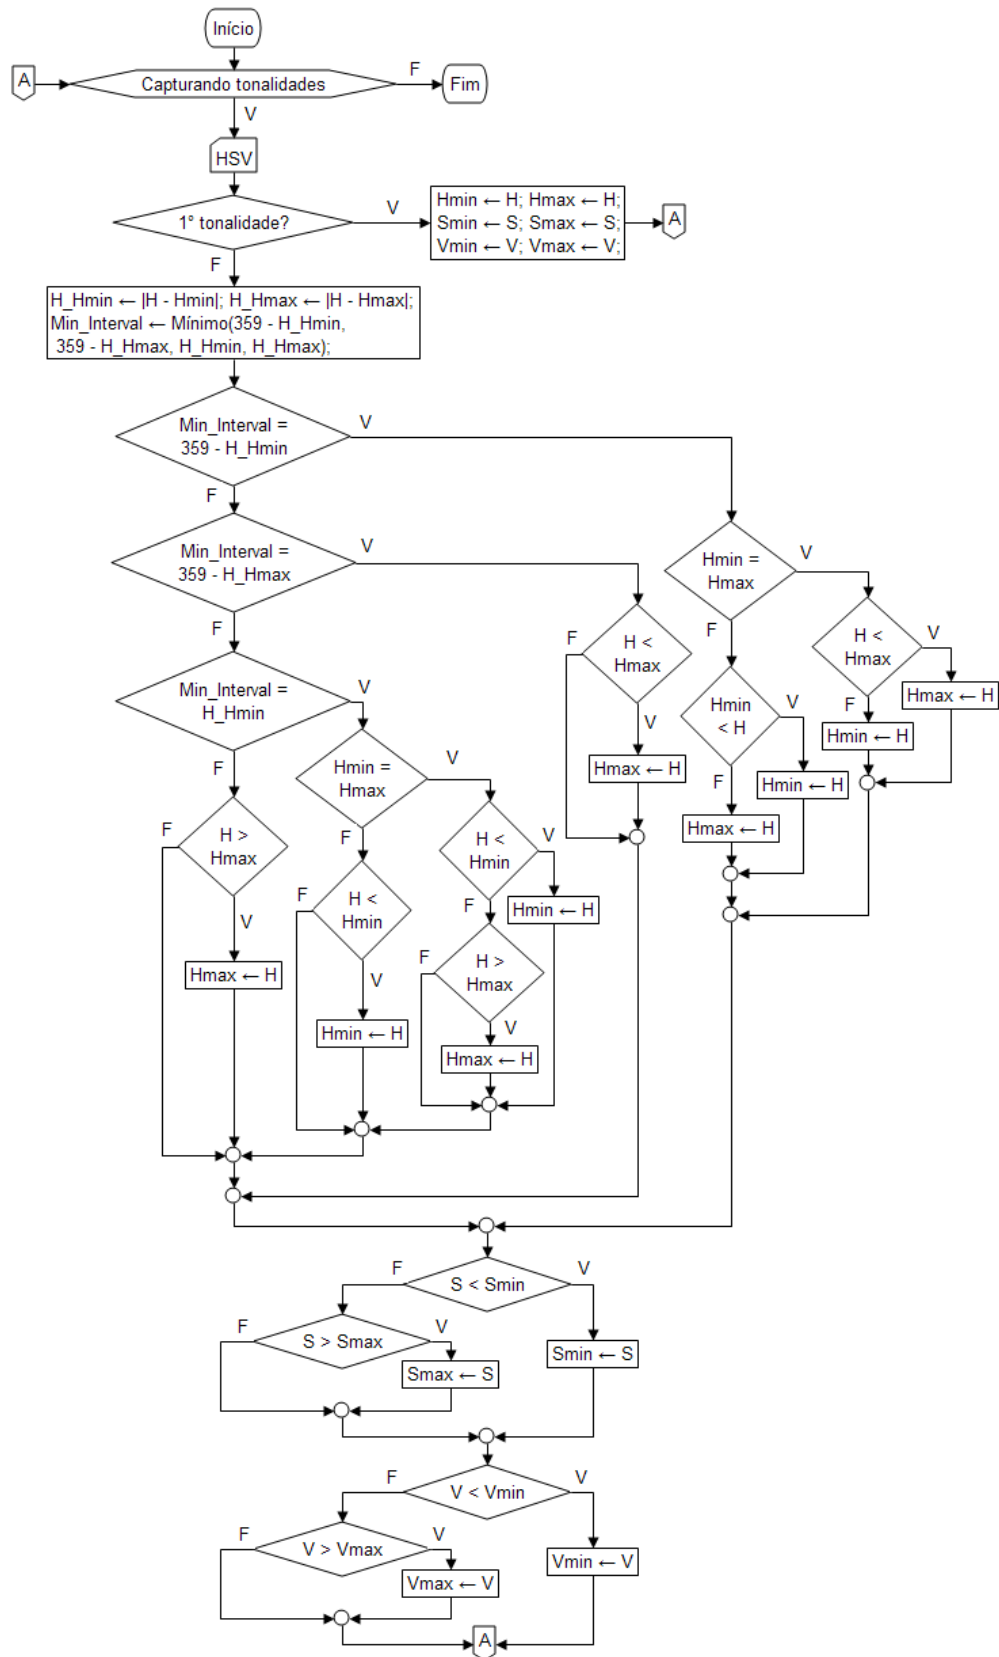 Início
A
Capturando tonalidades
F
Fim
V
HSV
1° tonalidade?
V
Hmin ← H; Hmax ← H;
Smin ← S; Smax ← S;
Vmin ← V; Vmax ← V;
A
F
H_Hmin ← |H - Hmin|; H_Hmax ← |H - Hmax|;
Min_Interval ← Mínimo(359 - H_Hmin,
359 - H_Hmax, H_Hmin, H_Hmax);
Min_Interval =
359 - H_Hmin
V
F
Min_Interval =
359 - H_Hmax
V
F
Hmin =
Hmax
V
F
H <
Hmax
V
Hmax ← H
F
Hmin ← H
Hmin
< H
V
Hmin ← H
F
Hmax ← H
H <
Hmax
F
V
Hmax ← H
Min_Interval =
H_Hmin
V
F
Hmin =
Hmax
V
F
H <
Hmin
V
Hmin ← H
F
H >
Hmax
F
V
Hmax ← H
H <
Hmin
F
V
Hmin ← H
H >
Hmax
F
V
Hmax ← H
S < Smin
F
V
S > Smax
F
V
Smax ← S
Smin ← S
V < Vmin
F
V
V > Vmax
F
V
Vmax ← V
Vmin ← V
A